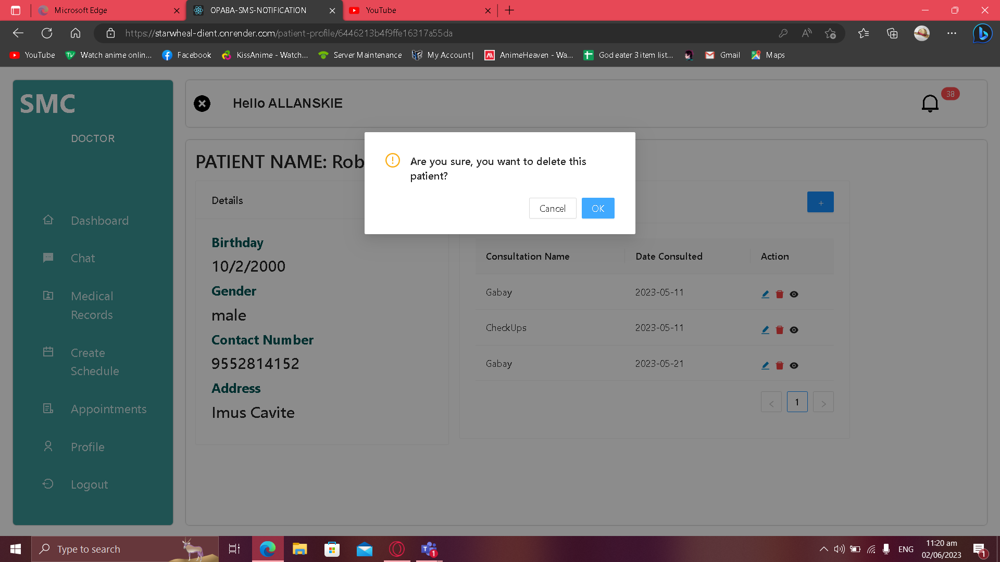 Microsoft Edge
OPABA-SMS-NOTIFICATION
YouTube
https://starwheal-client.onrender.com/patient-profile/6446213b4f9ffe16317a55da
YouTube
Watch anime onlin...
Facebook
KissAnime - Watch...
Server Maintenance
My Account |
AnimeHeaven - Wa...
God eater 3 item list...
Gmail
Maps
SMC
DOCTOR
Dashboard
Chat
Medical
Records
Create
Schedule
Appointments
Profile
Logout
Hello ALLANSKIE
38
PATIENT NAME: Rob
Are you sure, you want to delete this
patient?
Cancel
OK
Details
+
Birthday
10/2/2000
Gender
male
Contact Number
9552814152
Address
Imus Cavite
Consultation Name Date Consulted Action
Gabay 2023-05-11
CheckUps 2023-05-11
Gabay 2023-05-21
< 1 >
Type to search
1
ENG
11:20 am
02/06/2023
1